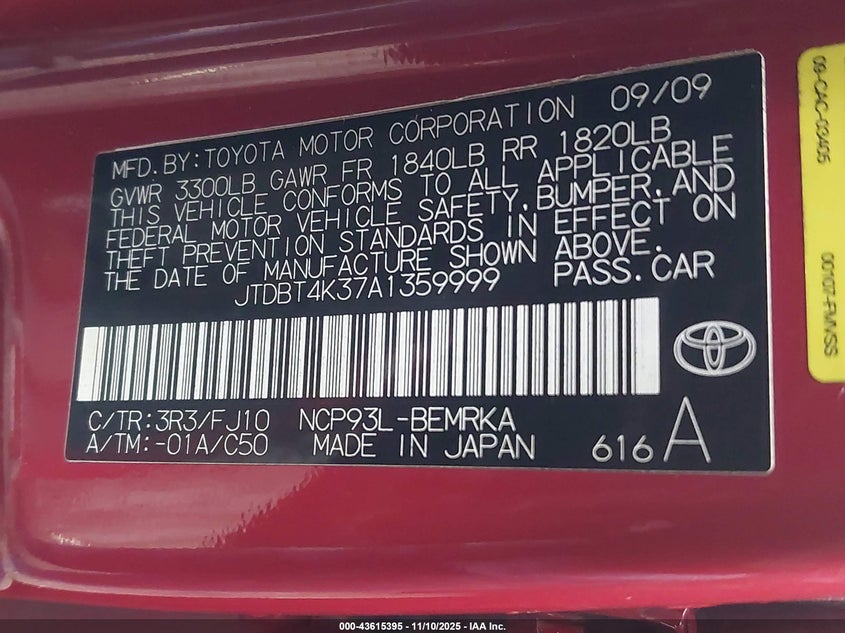 MFD. BY: TOYOTA MOTOR CORPORATION 09/09
GVWR 3300LB GAWR FR 1840LB RR 1820LB
THIS VEHICLE CONFORMS TO ALL APPLICABLE
FEDERAL MOTOR VEHICLE SAFETY, BUMPER, AND
THEFT PREVENTION STANDARDS IN EFFECT ON
THE DATE OF MANUFACTURE SHOWN ABOVE.
JTDBT4K37A1359999 PASS. CAR
C/TR: 3R3/FJ10 NCP93L-BEMRKA
A/TM: -01A/C50 MADE IN JAPAN 616 A
09-CAC-03405
001107-FMVSS
000-43615395 - 11/10/2025 - IAA Inc.